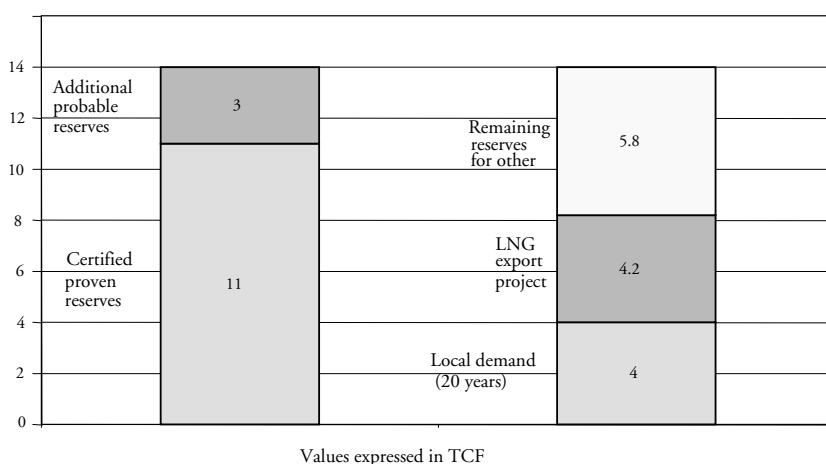 14
12
10
8
6
4
2
0
Additional
probable
reserves
3
Certified
proven
reserves
11
Remaining
reserves
for other
5.8
LNG
export
project
4.2
Local demand
(20 years)
4
Values expressed in TCF